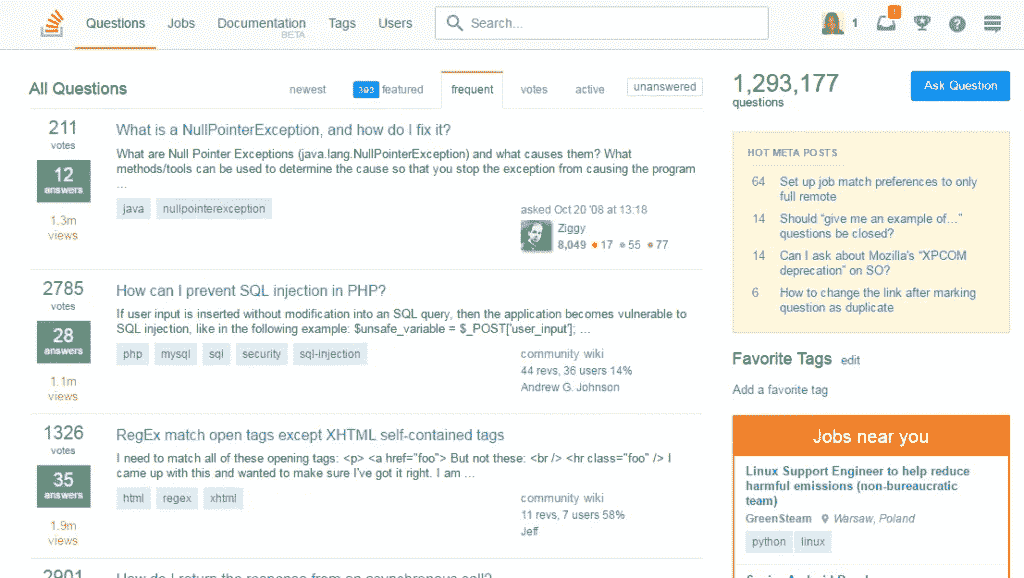 Questions Jobs Documentation Tags Users Search... 1
BETA
All Questions newest 393 featured frequent votes active unanswered
211
votes
12
answers
1.3m
views
What is a NullPointerException, and how do I fix it?
What are Null Pointer Exceptions (java.lang.NullPointerException) and what causes them? What
methods/tools can be used to determine the cause so that you stop the exception from causing the program
...
java nullpointerexception
asked Oct 20 '08 at 13:18
Ziggy
8,049 17 55 77
2785
votes
28
answers
1.1m
views
How can I prevent SQL injection in PHP?
If user input is inserted without modification into an SQL query, then the application becomes vulnerable to
SQL injection, like in the following example: $unsafe_variable = $_POST['user_input']; ...
php mysql sql security sql-injection
community wiki
44 revs, 36 users 14%
Andrew G. Johnson
1326
votes
35
answers
1.9m
views
RegEx match open tags except XHTML self-contained tags
I need to match all of these opening tags: <p> <a href="foo"> But not these: <br /> <hr class="foo" /> I
came up with this and wanted to make sure I've got it right. I am ...
html regex xhtml
community wiki
11 revs, 7 users 58%
Jeff
2901
How do I return the response from an asynchronous call?
1,293,177
questions
Ask Question
HOT META POSTS
64 Set up job match preferences to only
full remote
14 Should “give me an example of...”
questions be closed?
14 Can I ask about Mozilla's “XPCOM
deprecation” on SO?
6 How to change the link after marking
question as duplicate
Favorite Tags edit
Add a favorite tag
Jobs near you
Linux Support Engineer to help reduce
harmful emissions (non-bureaucratic
team)
GreenSteam Warsaw, Poland
python linux